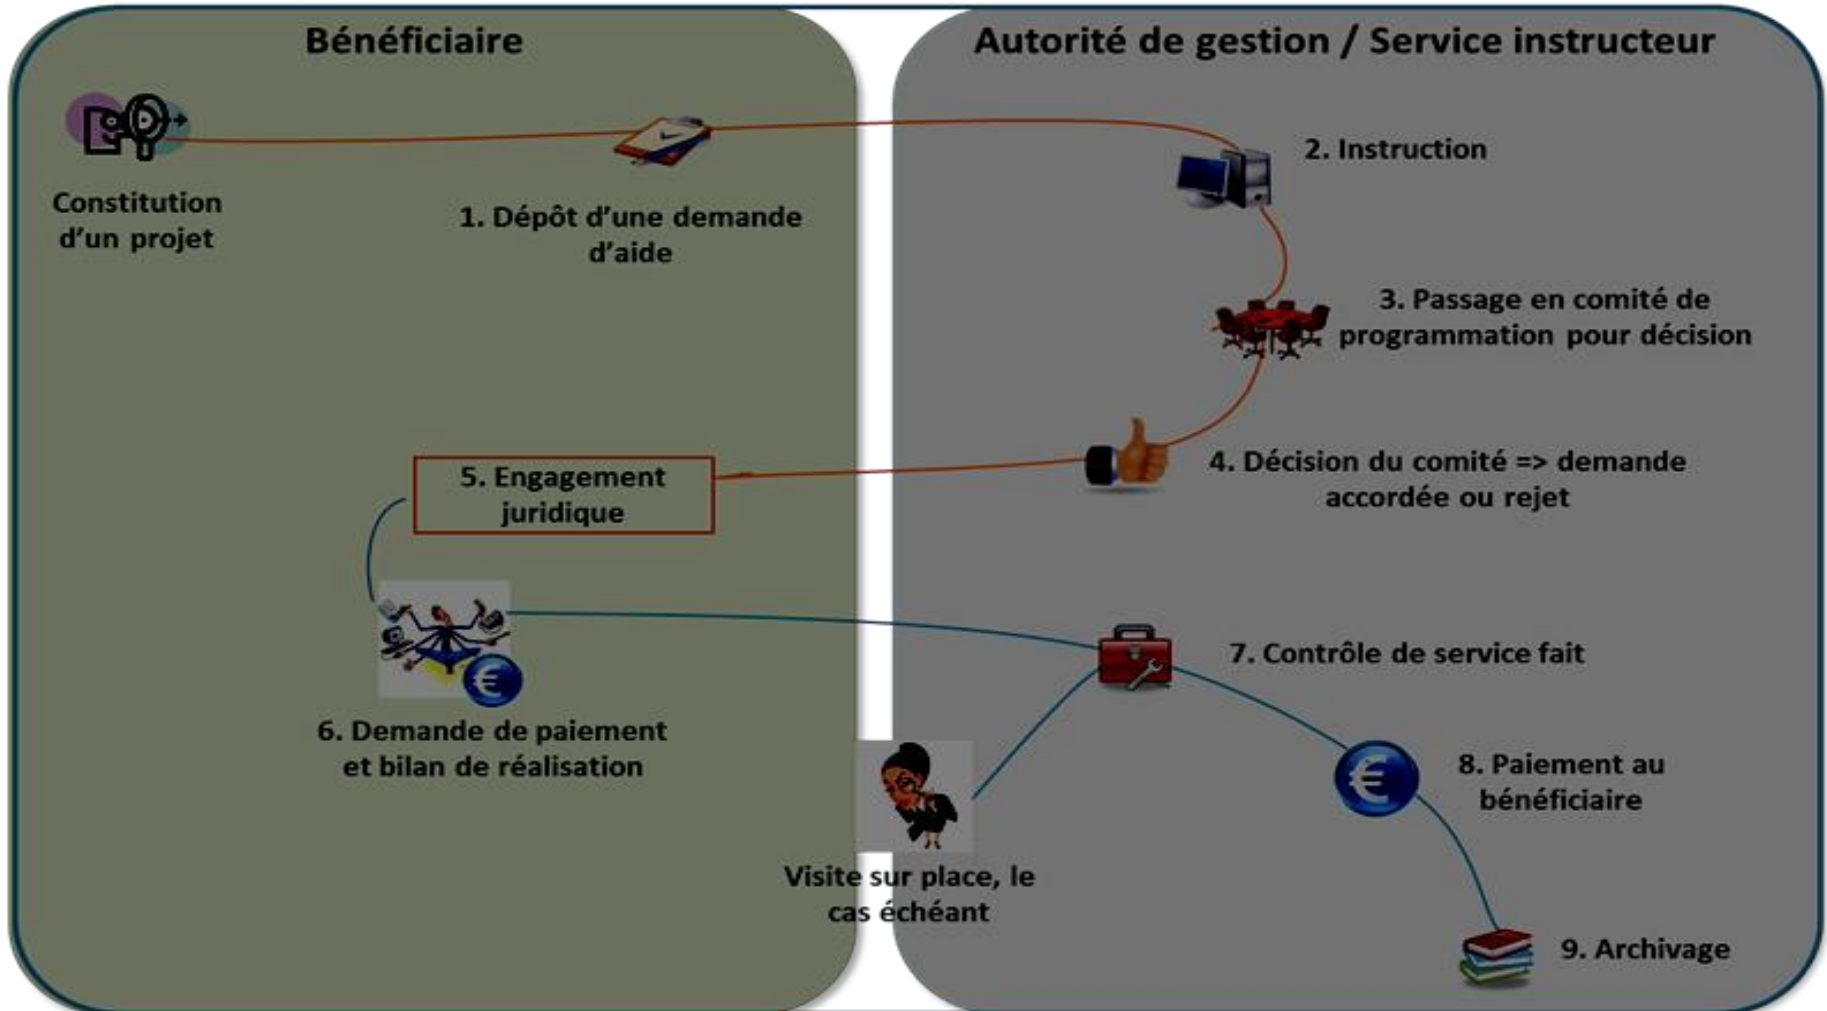 Bénéficiaire
Autorité de gestion / Service instructeur
Constitution
d'un projet
1. Dépôt d'une demande
d'aide
2. Instruction
3. Passage en comité de
programmation pour décision
4. Décision du comité => demande
accordée ou rejet
5. Engagement
juridique
6. Demande de paiement
et bilan de réalisation
7. Contrôle de service fait
Visite sur place, le
cas échéant
8. Paiement au
bénéficiaire
9. Archivage